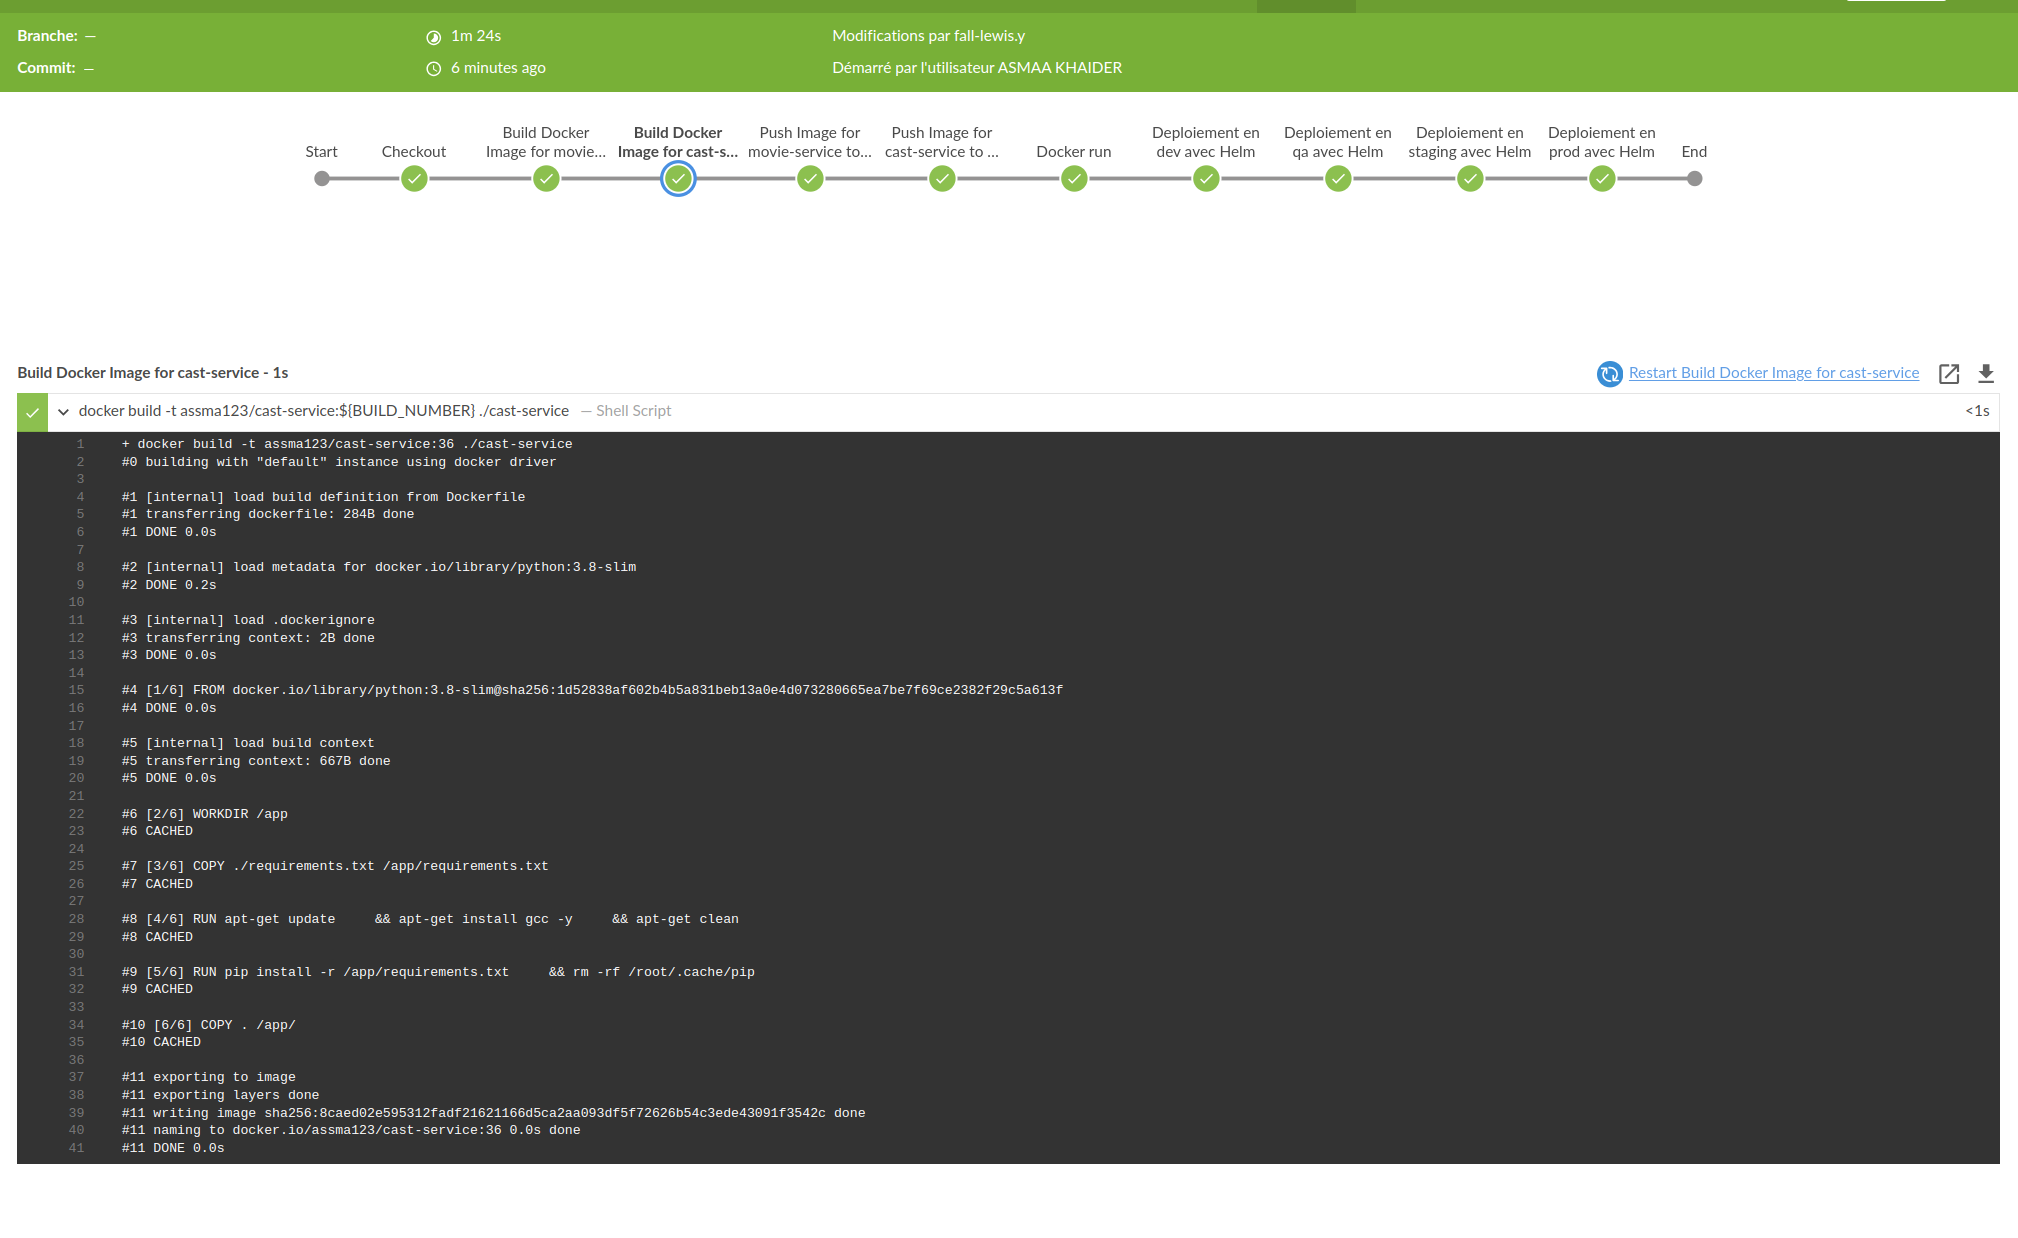 Branche: —
1m 24s
Modifications par fall-lewis.y
Commit: —
6 minutes ago
Démarré par l'utilisateur ASMAA KHAIDER
Start
Checkout
Build Docker
Image for movie...
Build Docker
Image for cast-s...
Push Image for
movie-service to...
Push Image for
cast-service to ...
Docker run
Deploiement en
dev avec Helm
Deploiement en
qa avec Helm
Deploiement en
staging avec Helm
Deploiement en
prod avec Helm
End
Build Docker Image for cast-service - 1s
Restart Build Docker Image for cast-service
docker build -t assma123/cast-service:${BUILD_NUMBER} ./cast-service — Shell Script
<1s
1 + docker build -t assma123/cast-service:36 ./cast-service
2 #0 building with "default" instance using docker driver
3
4 #1 [internal] load build definition from Dockerfile
5 #1 transferring dockerfile: 284B done
6 #1 DONE 0.0s
7
8 #2 [internal] load metadata for docker.io/library/python:3.8-slim
9 #2 DONE 0.2s
10
11 #3 [internal] load .dockerignore
12 #3 transferring context: 2B done
13 #3 DONE 0.0s
14
15 #4 [1/6] FROM docker.io/library/python:3.8-slim@sha256:1d52838af602b4b5a831beb13a0e4d073280665ea7be7f69ce2382f29c5a613f
16 #4 DONE 0.0s
17
18 #5 [internal] load build context
19 #5 transferring context: 667B done
20 #5 DONE 0.0s
21
22 #6 [2/6] WORKDIR /app
23 #6 CACHED
24
25 #7 [3/6] COPY ./requirements.txt /app/requirements.txt
26 #7 CACHED
27
28 #8 [4/6] RUN apt-get update     && apt-get install gcc -y     && apt-get clean
29 #8 CACHED
30
31 #9 [5/6] RUN pip install -r /app/requirements.txt     && rm -rf /root/.cache/pip
32 #9 CACHED
33
34 #10 [6/6] COPY . /app/
35 #10 CACHED
36
37 #11 exporting to image
38 #11 exporting layers done
39 #11 writing image sha256:8caed02e595312fadf21621166d5ca2aa093df5f72626b54c3ede43091f3542c done
40 #11 naming to docker.io/assma123/cast-service:36 0.0s done
41 #11 DONE 0.0s